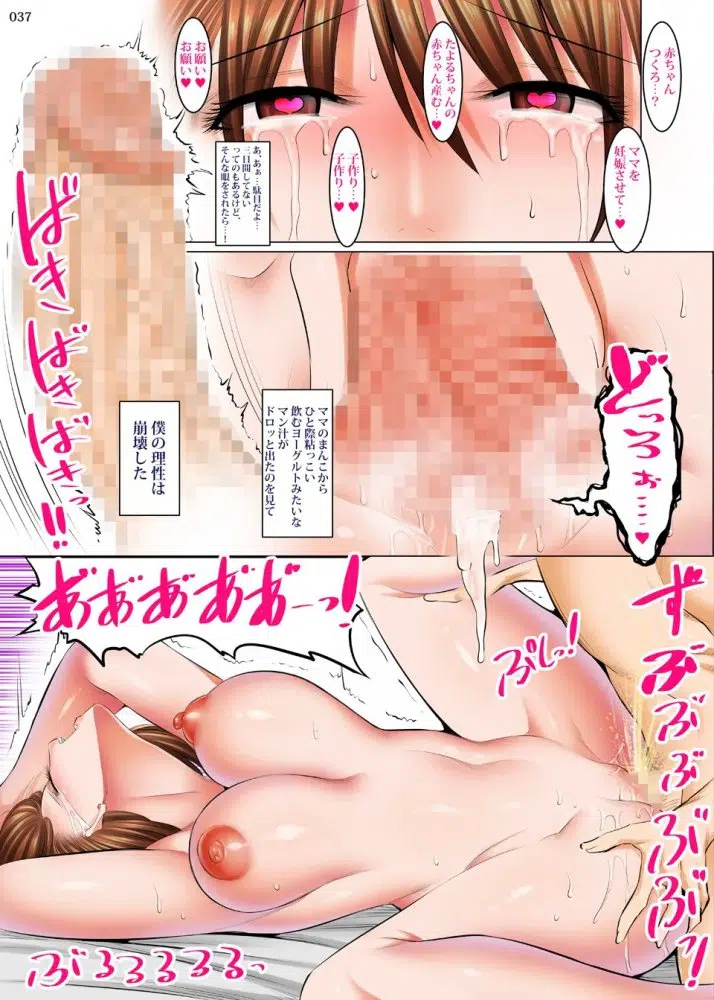 037
赤ちゃん
つくろ…?
ママを
妊娠させて…♥
たよるちゃんの
赤ちゃん産む…♥
子作り…♥
子作り…♥
お願い♥
お願い♥
あ、あぁ…駄目だよ…
三日間してない
ってのもあるけど、
そんな眼をされたら…!
ばきばきばきっ!!
どっろぉ……♥
ママのまんこから
ひと際粘っこい
飲むヨーグルトみたいな
マン汁が
ドロッと出たのを見て
僕の理性は
崩壊した
ずぶぶぶぶぶッ!
ぷしっ!
あ゛あ゛あ゛あ゛あ゛ーっ!
ぶるるるるるっ